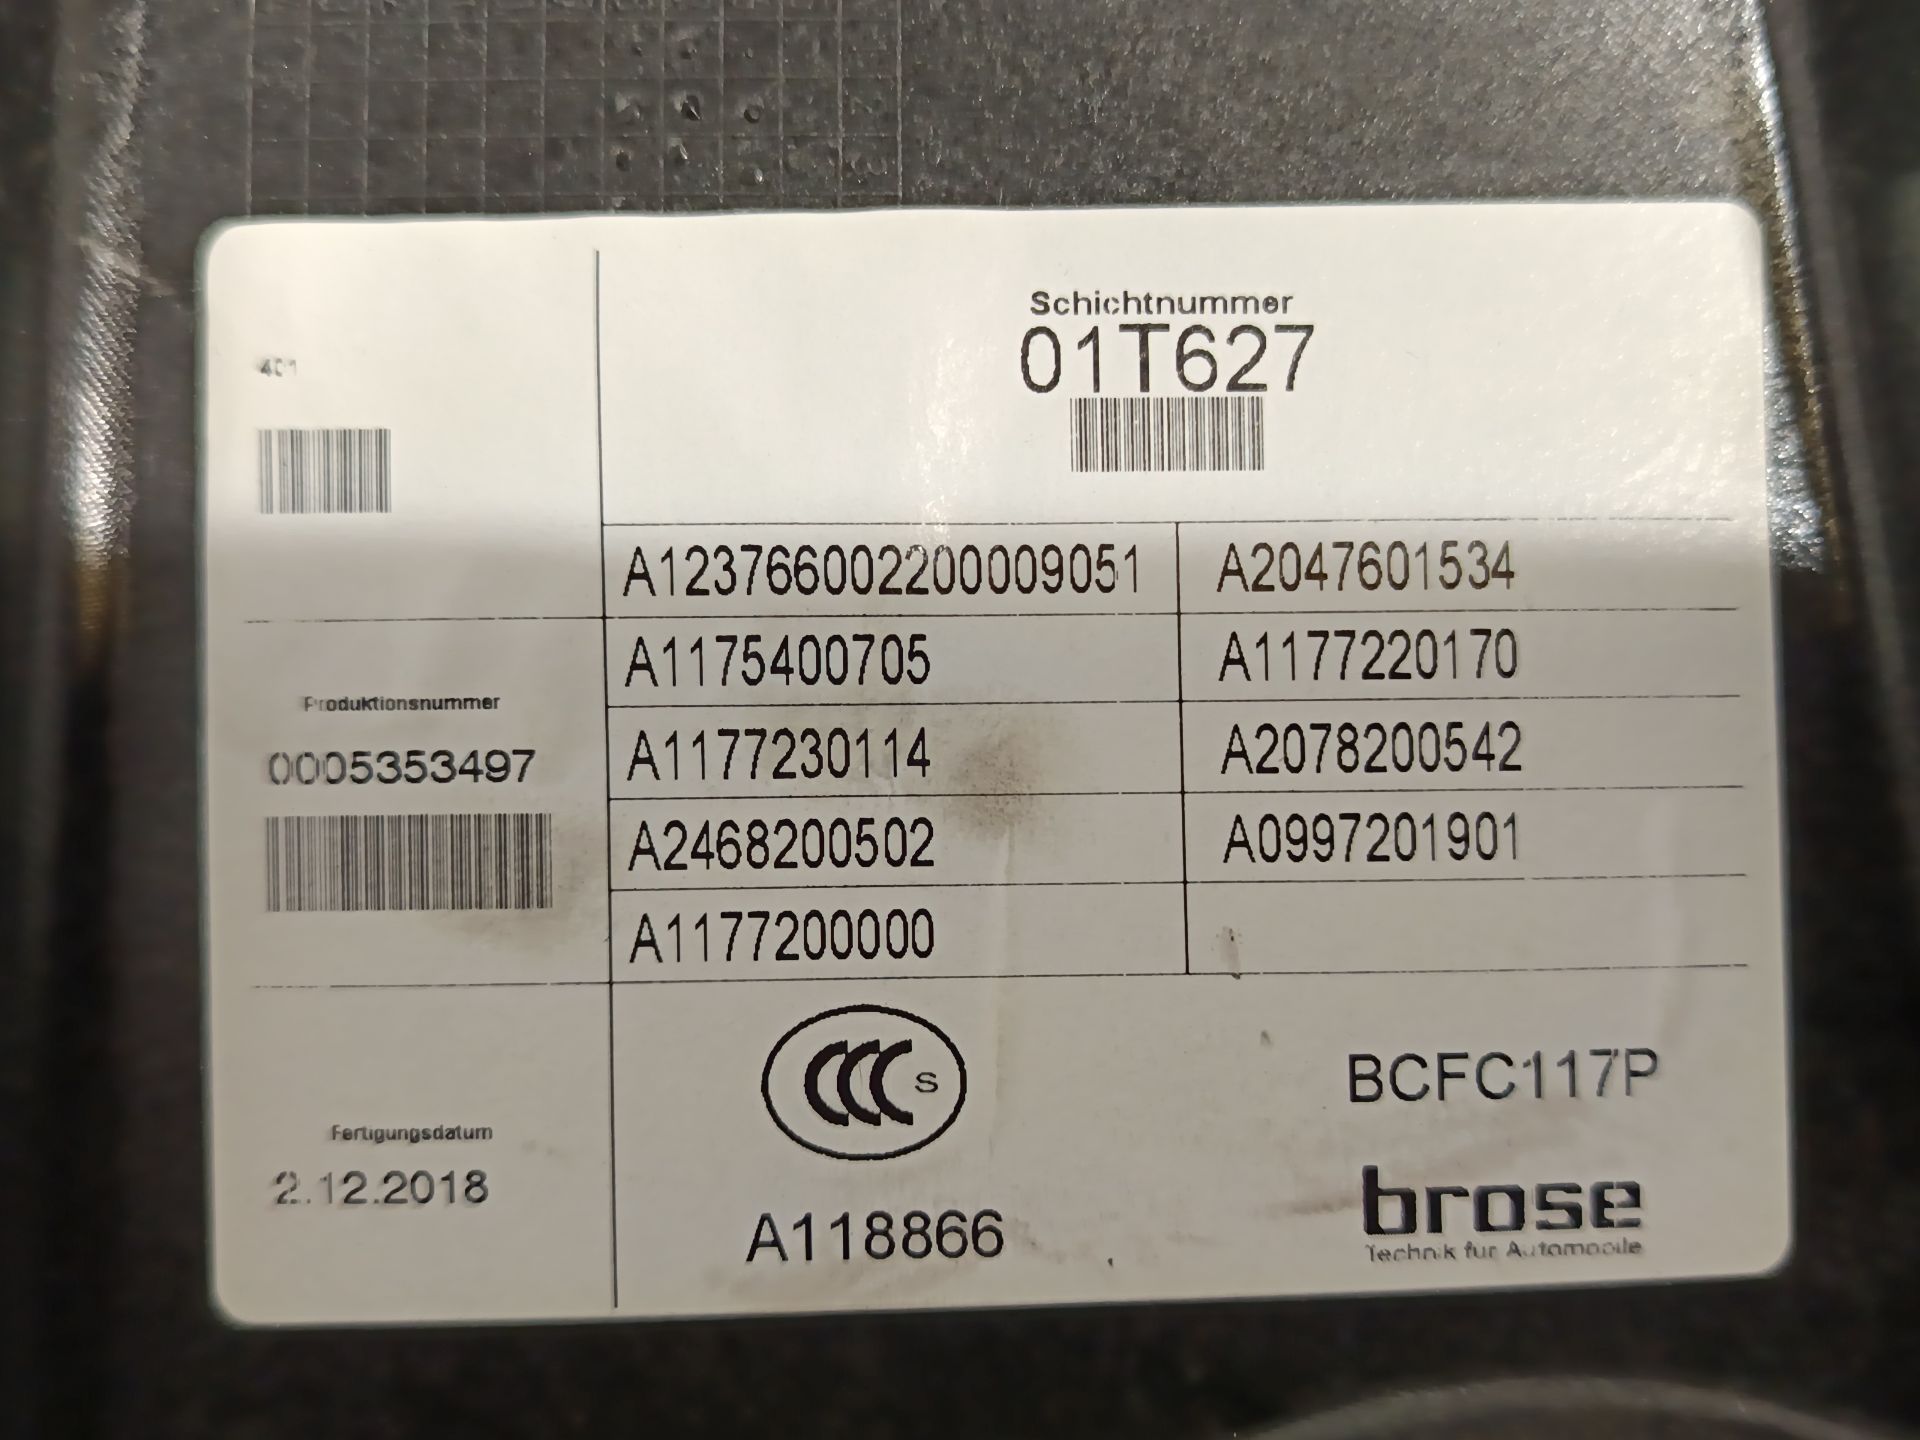 401
Schichtnummer
01T627
A123766002200009051 A2047601534
A1175400705 A1177220170
A1177230114 A2078200542
A2468200502 A0997201901
A1177200000
Produktionsnummer
0005353497
Fertigungsdatum
2.12.2018
CCC S
A118866
BCFC117P
brose
Technik für Automobile